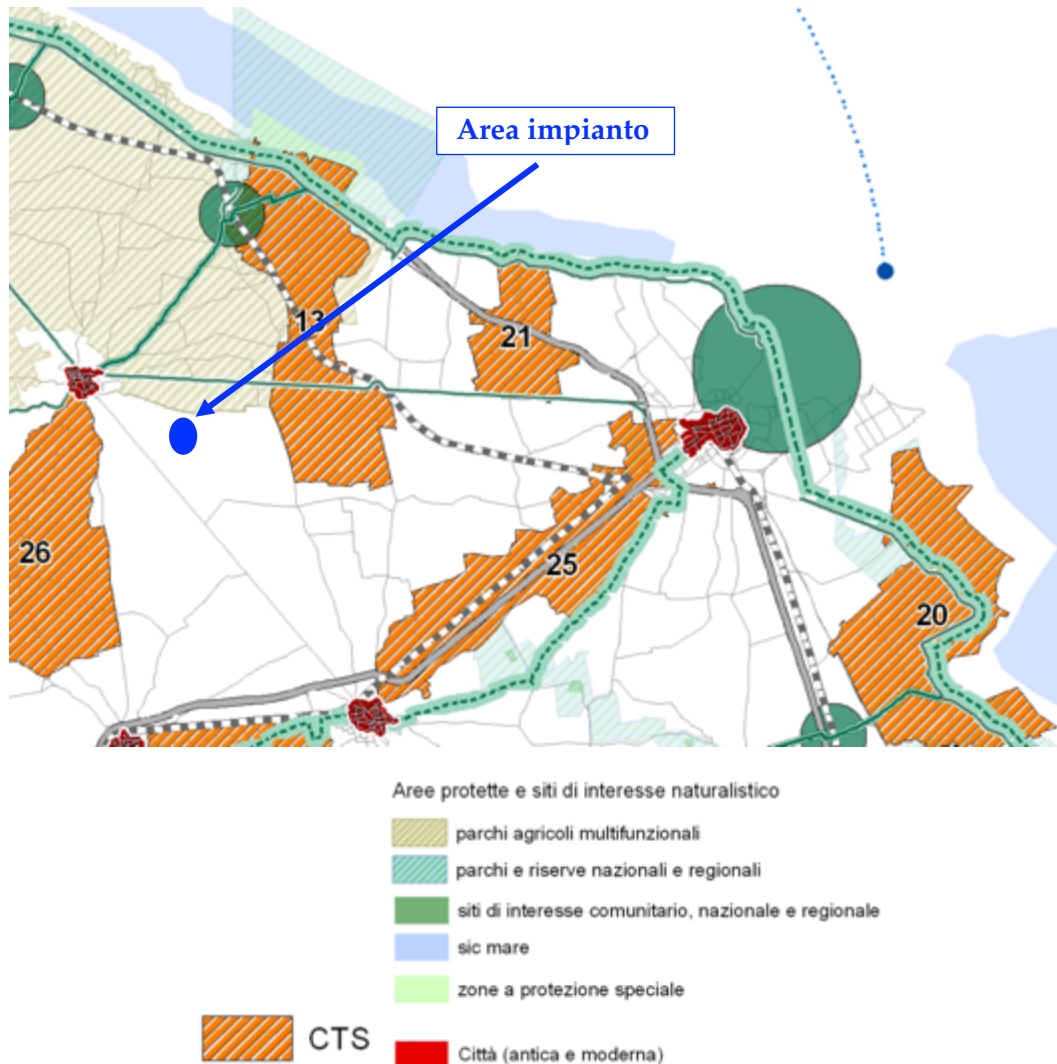 Area impianto
13
21
26
25
20
Aree protette e siti di interesse naturalistico
parchi agricoli multifunzionali
parchi e riserve nazionali e regionali
siti di interesse comunitario, nazionale e regionale
sic mare
zone a protezione speciale
CTS
Città (antica e moderna)